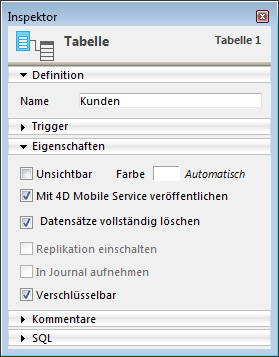 Inspektor
Tabelle Tabelle 1
Definition
Name Kunden
Trigger
Eigenschaften
Unsichtbar Farbe Automatisch
Mit 4D Mobile Service veröffentlichen
Datensätze vollständig löschen
Replikation einschalten
In Journal aufnehmen
Verschlüsselbar
Kommentare
SQL